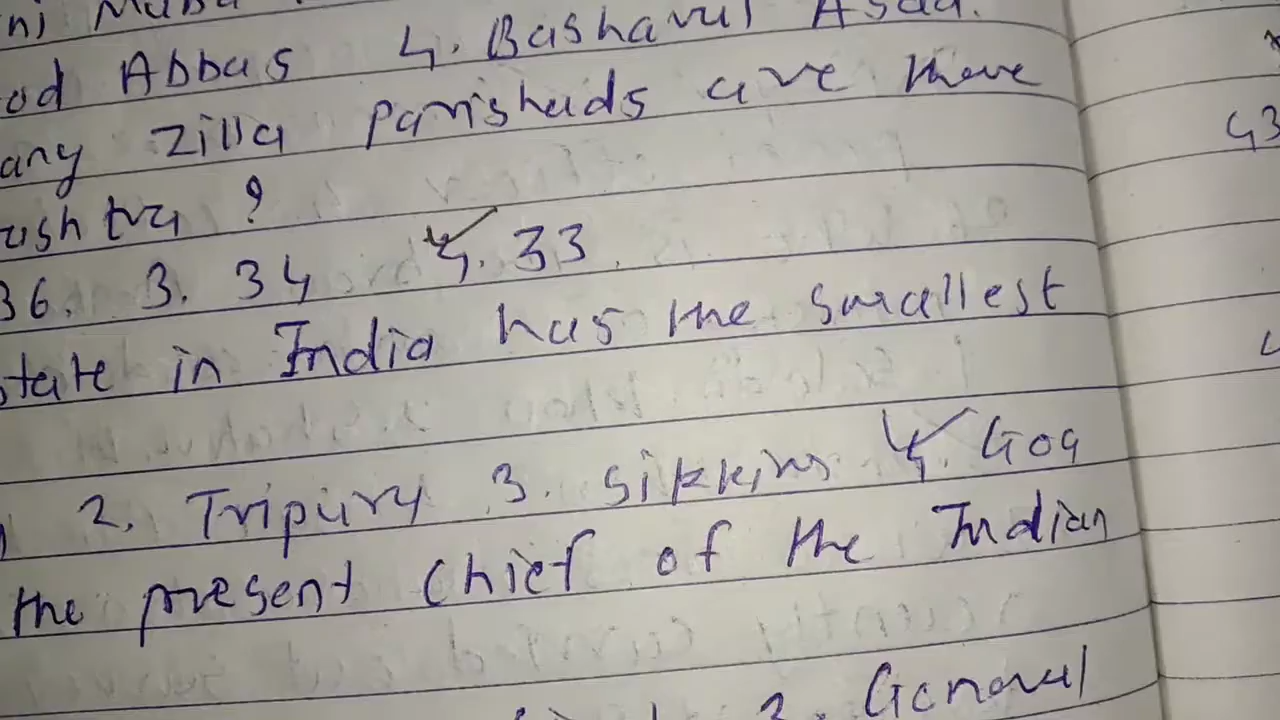 od Abbas 4. Basharul Asad.
any Zilla parishads are there
ashtra ?
36. 3. 34 4. 33.
state in India has the smallest
2. Tripura 3. Sikkim 4. Goa
the present Chief of the Indian
3. General